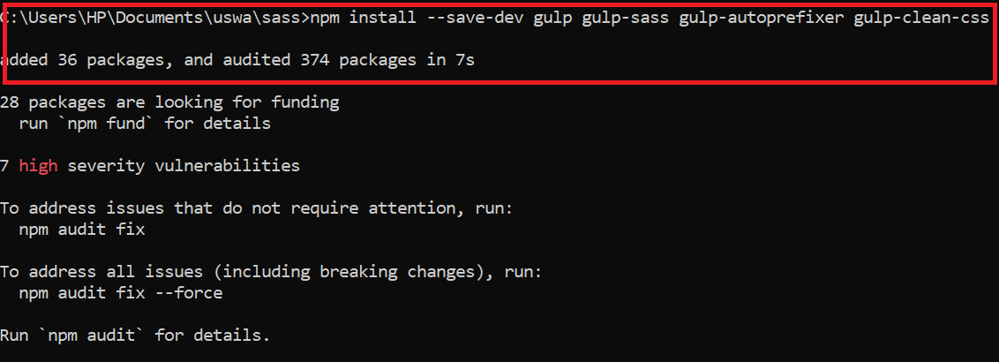 C:\Users\HP\Documents\uswa\sass>npm install --save-dev gulp gulp-sass gulp-autoprefixer gulp-clean-css
added 36 packages, and audited 374 packages in 7s
28 packages are looking for funding
run `npm fund` for details
7 high severity vulnerabilities
To address issues that do not require attention, run:
npm audit fix
To address all issues (including breaking changes), run:
npm audit fix --force
Run `npm audit` for details.